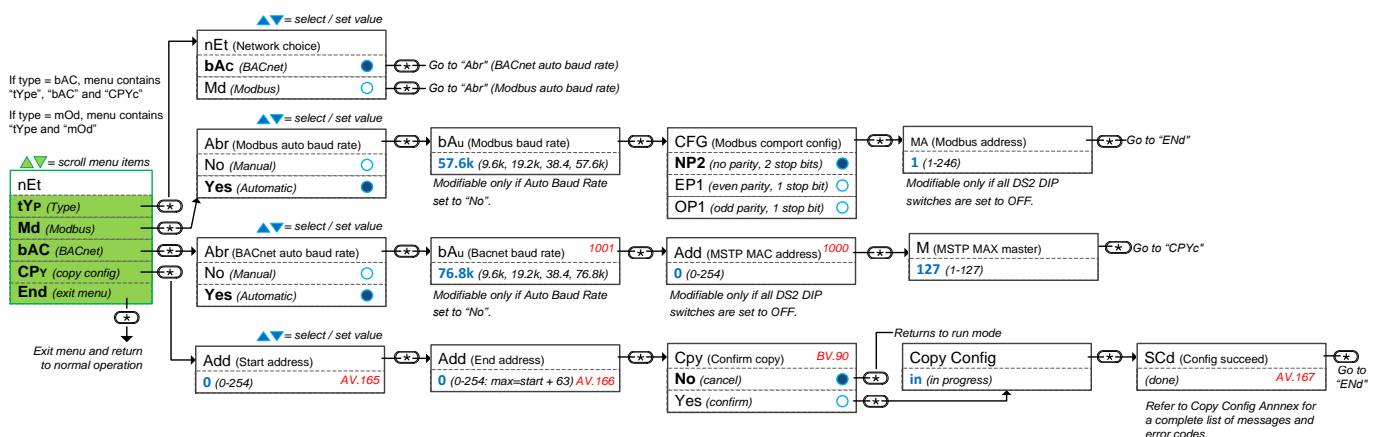 ▲▼= select / set value
nEt (Network choice)
bAc (BACnet)
* Go to “Abr” (BACnet auto baud rate)
Md (Modbus)
* Go to “Abr” (Modbus auto baud rate)
If type = bAC, menu contains
“tYpe”, “bAC” and “CPYc”
If type = mOd, menu contains
“tYpe and “mOd”
▲▼= scroll menu items
nEt
tYP (Type)
*
Md (Modbus)
*
bAC (BACnet)
*
CPY (copy config)
*
End (exit menu)
*
Exit menu and return
to normal operation
▲▼= select / set value
Abr (Modbus auto baud rate)
No (Manual)
Yes (Automatic)
*
bAu (Modbus baud rate)
57.6k (9.6k, 19.2k, 38.4, 57.6k)
Modifiable only if Auto Baud Rate
set to “No”.
*
CFG (Modbus comport config)
NP2 (no parity, 2 stop bits)
EP1 (even parity, 1 stop bit)
OP1 (odd parity, 1 stop bit)
*
MA (Modbus address)
1 (1-246)
Modifiable only if all DS2 DIP
switches are set to OFF.
* Go to “ENd”
▲▼= select / set value
Abr (BACnet auto baud rate)
No (Manual)
Yes (Automatic)
*
bAu (Bacnet baud rate) 1001
76.8k (9.6k, 19.2k, 38.4, 76.8k)
Modifiable only if Auto Baud Rate
set to “No”.
*
Add (MSTP MAC address) 1000
0 (0-254)
Modifiable only if all DS2 DIP
switches are set to OFF.
*
M (MSTP MAX master)
127 (1-127)
* Go to “CPYc”
▲▼= select / set value
Add (Start address)
0 (0-254) AV.165
*
Add (End address)
0 (0-254: max=start + 63) AV.166
*
Cpy (Confirm copy) BV.90
No (cancel)
*
Returns to run mode
Yes (confirm)
*
Copy Config
in (in progress)
*
SCd (Config succeed)
(done) AV.167
Refer to Copy Config Annnex for
a complete list of messages and
error codes.
*
Go to
“ENd”